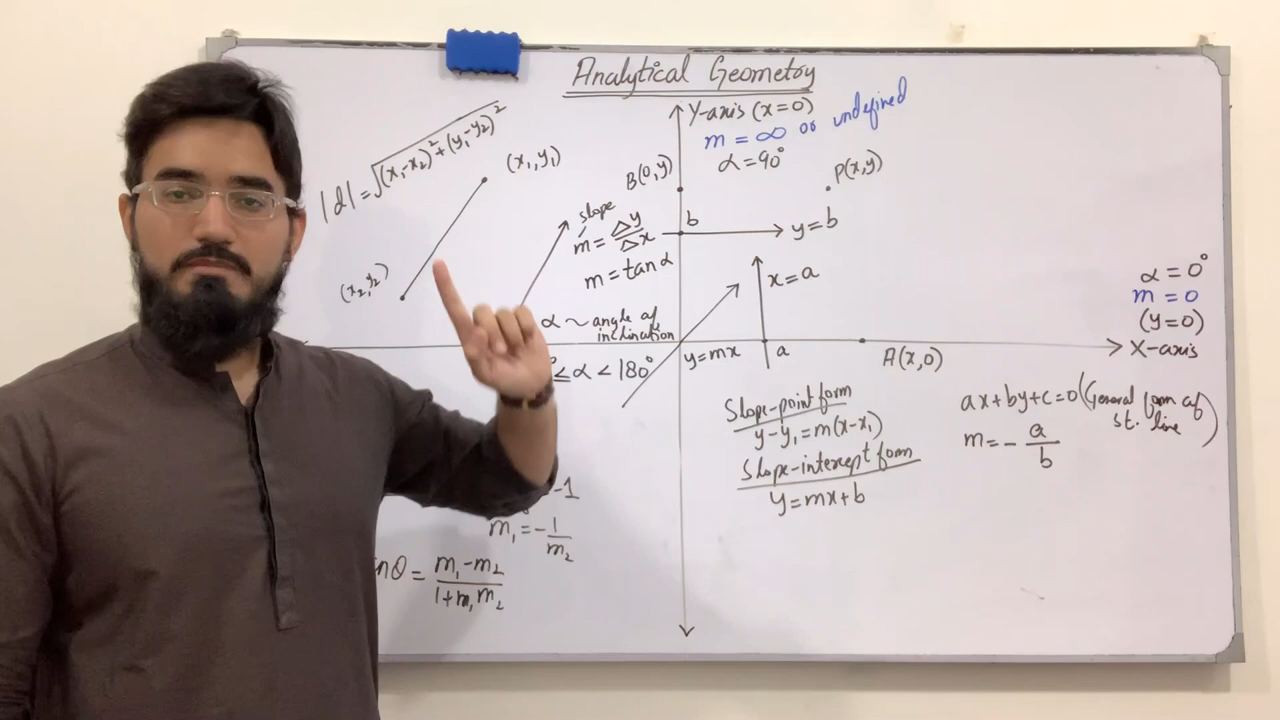 Analytical Geometry
|d| = √(x₁-x₂)²+(y₁-y₂)²
(x₁,y₁)
(x₂,y₂)
slope
m = Δy/Δx
m = tan α
α ~ angle of
inclination
≤ α < 180°
Y-axis (x=0)
m = ∞ or undefined
α = 90°
B(0,y)
P(x,y)
b
y = b
x = a
y = mx
a
A(x,0)
α = 0°
m = 0
(y=0)
X-axis
Slope-point form
y-y₁ = m(x-x₁)
Slope-intercept form
y = mx+b
ax+by+c=0 (General form of
st. line)
m = - a/b
-1
m₁ = - 1/m₂
nθ = m₁-m₂/1+m₁m₂